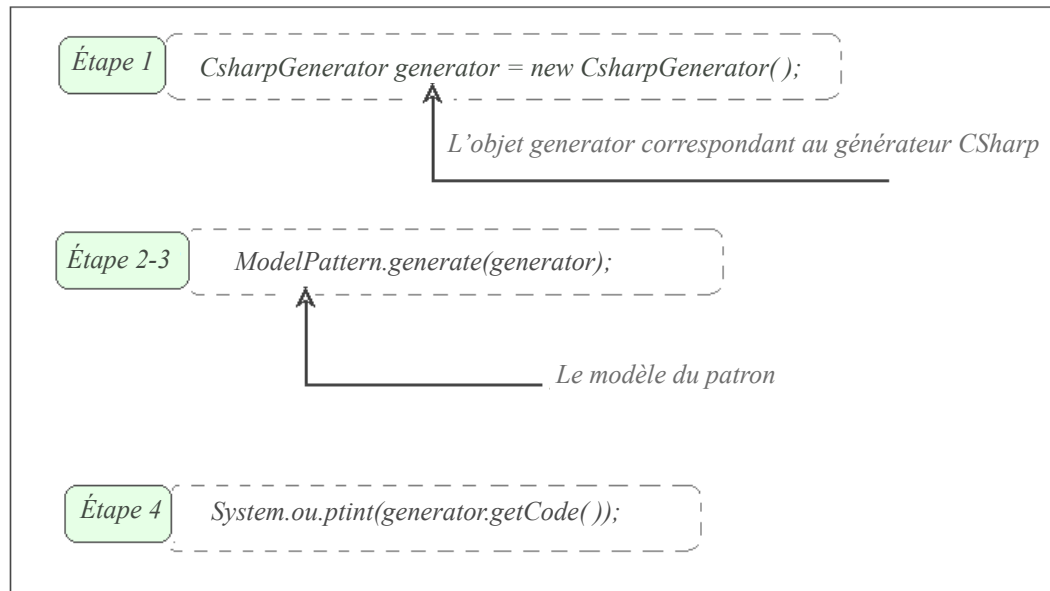 Étape 1
CsharpGenerator generator = new CsharpGenerator( );
L’objet generator correspondant au générateur CSharp
Étape 2-3
ModelPattern.generate(generator);
Le modèle du patron
Étape 4
System.ou.ptint(generator.getCode( ));